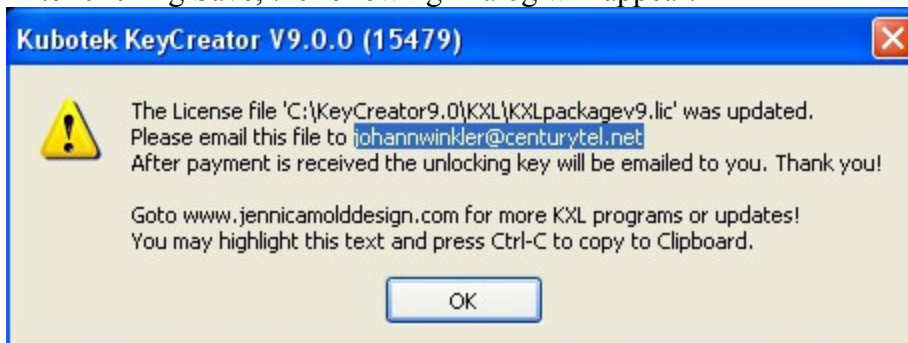 Kubotek KeyCreator V9.0.0 (15479)
The License file 'C:\KeyCreator9.0\KXL\KXLpackagev9.lic' was updated.
Please email this file to johannwinkler@centurytel.net
After payment is received the unlocking key will be emailed to you. Thank you!
Goto www.jennicamolddesign.com for more KXL programs or updates!
You may highlight this text and press Ctrl-C to copy to Clipboard.
OK